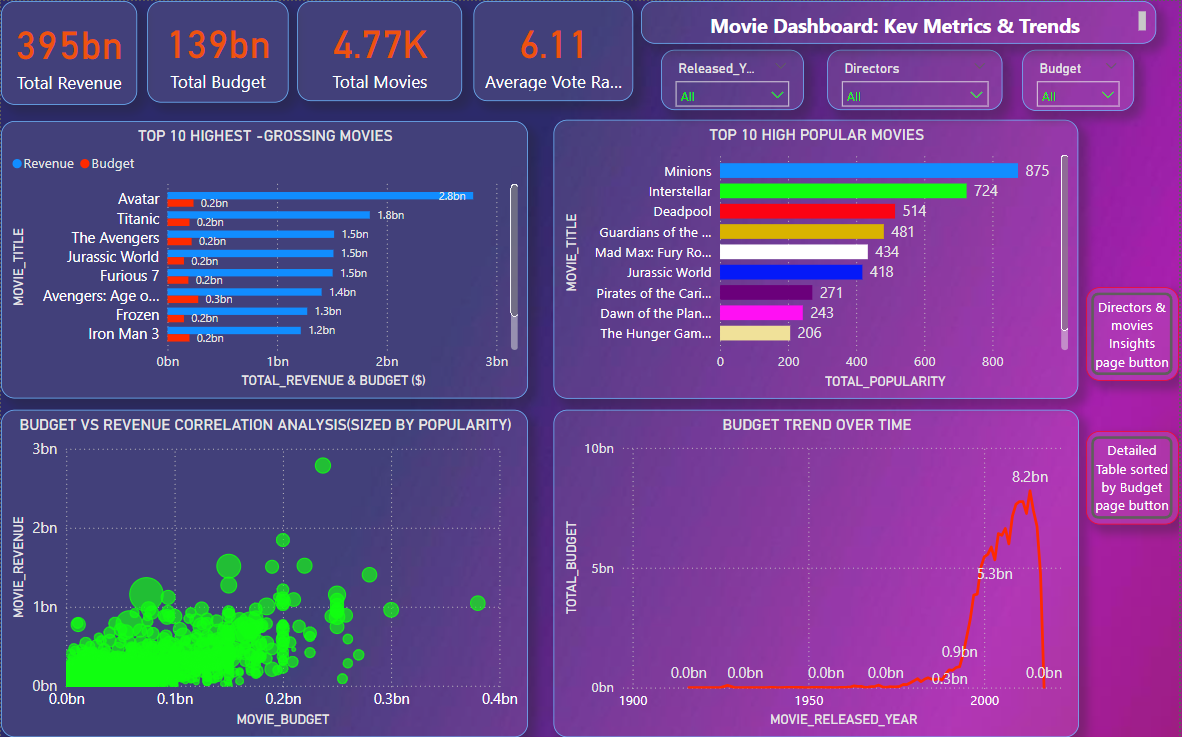 395bn
Total Revenue
139bn
Total Budget
4.77K
Total Movies
6.11
Average Vote Ra...
Movie Dashboard: Key Metrics & Trends
Released_Y...
All
Directors
All
Budget
All
TOP 10 HIGHEST -GROSSING MOVIES
Revenue Budget
MOVIE_TITLE
Avatar 2.8bn 0.2bn
Titanic 1.8bn 0.2bn
The Avengers 1.5bn 0.2bn
Jurassic World 1.5bn 0.2bn
Furious 7 1.5bn 0.2bn
Avengers: Age o... 1.4bn 0.3bn
Frozen 1.3bn 0.2bn
Iron Man 3 1.2bn 0.2bn
0bn 1bn 2bn 3bn
TOTAL_REVENUE & BUDGET ($)
TOP 10 HIGH POPULAR MOVIES
MOVIE_TITLE
Minions 875
Interstellar 724
Deadpool 514
Guardians of the ... 481
Mad Max: Fury Ro... 434
Jurassic World 418
Pirates of the Cari... 271
Dawn of the Plan... 243
The Hunger Gam... 206
0 200 400 600 800
TOTAL_POPULARITY
Directors &
movies
Insights
page button
BUDGET VS REVENUE CORRELATION ANALYSIS(SIZED BY POPULARITY)
MOVIE_REVENUE
3bn
2bn
1bn
0bn
0.0bn 0.1bn 0.2bn 0.3bn 0.4bn
MOVIE_BUDGET
BUDGET TREND OVER TIME
TOTAL_BUDGET
10bn
8.2bn
5bn
5.3bn
0.9bn
0.0bn 0.0bn 0.0bn 0.0bn 0.3bn 0.0bn
0bn
1900 1950 2000
MOVIE_RELEASED_YEAR
Detailed
Table sorted
by Budget
page button